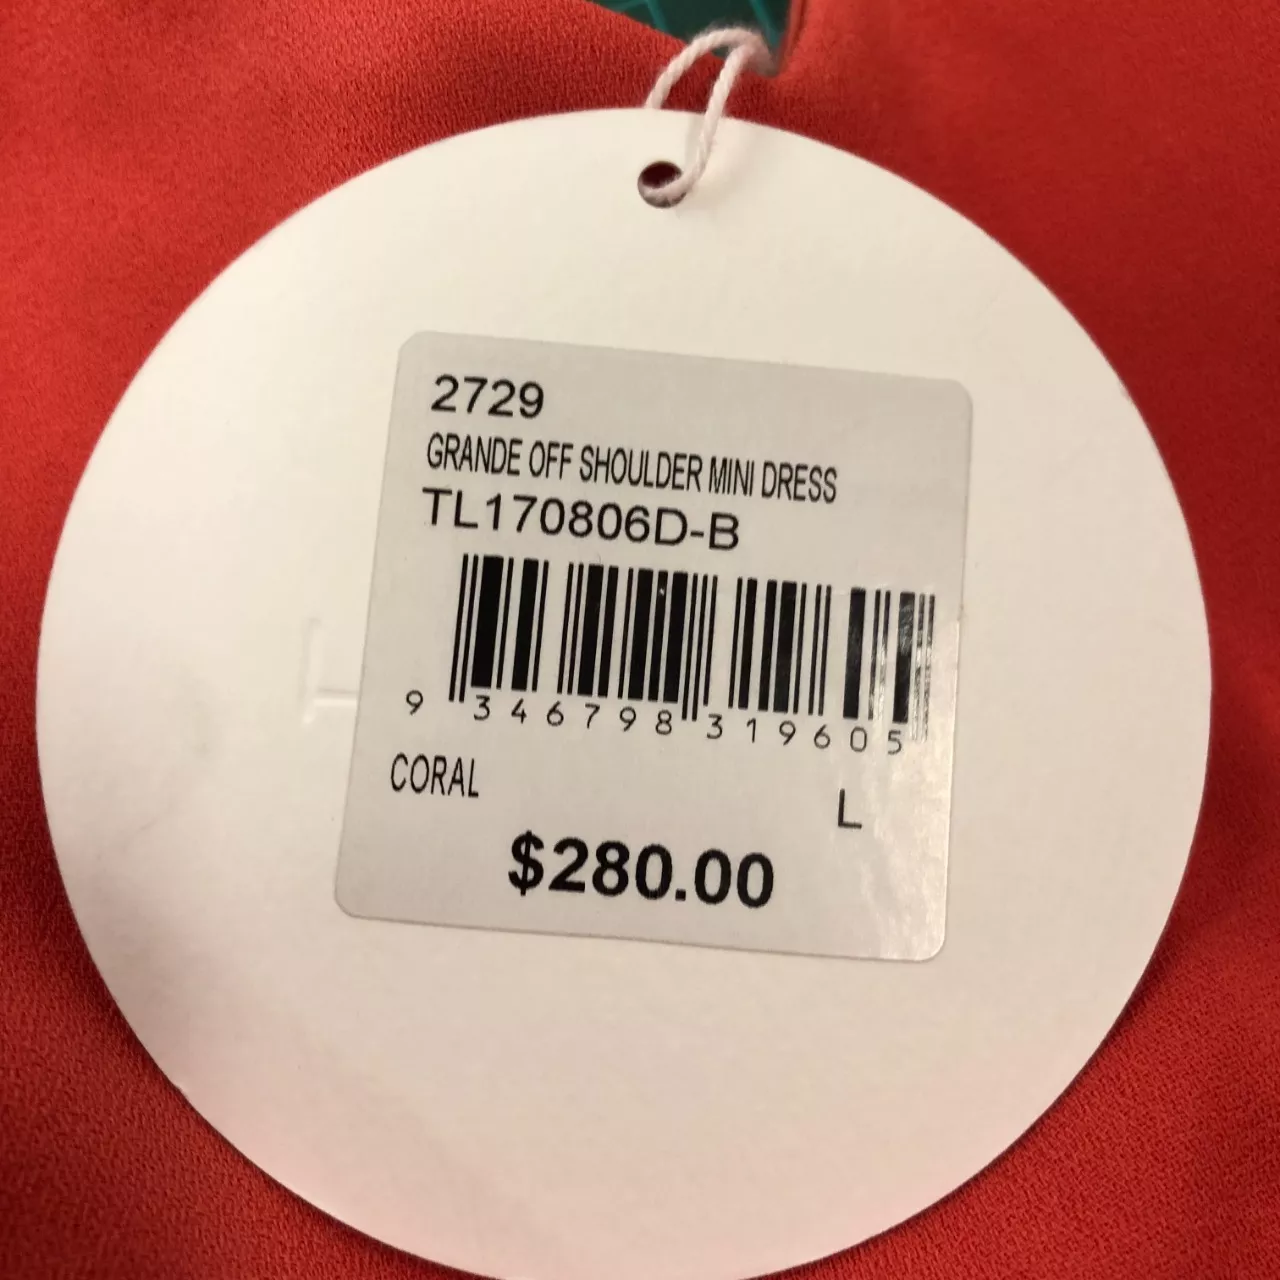 2729
GRANDE OFF SHOULDER MINI DRESS
TL170806D-B
9 346798 319605
CORAL L
$280.00